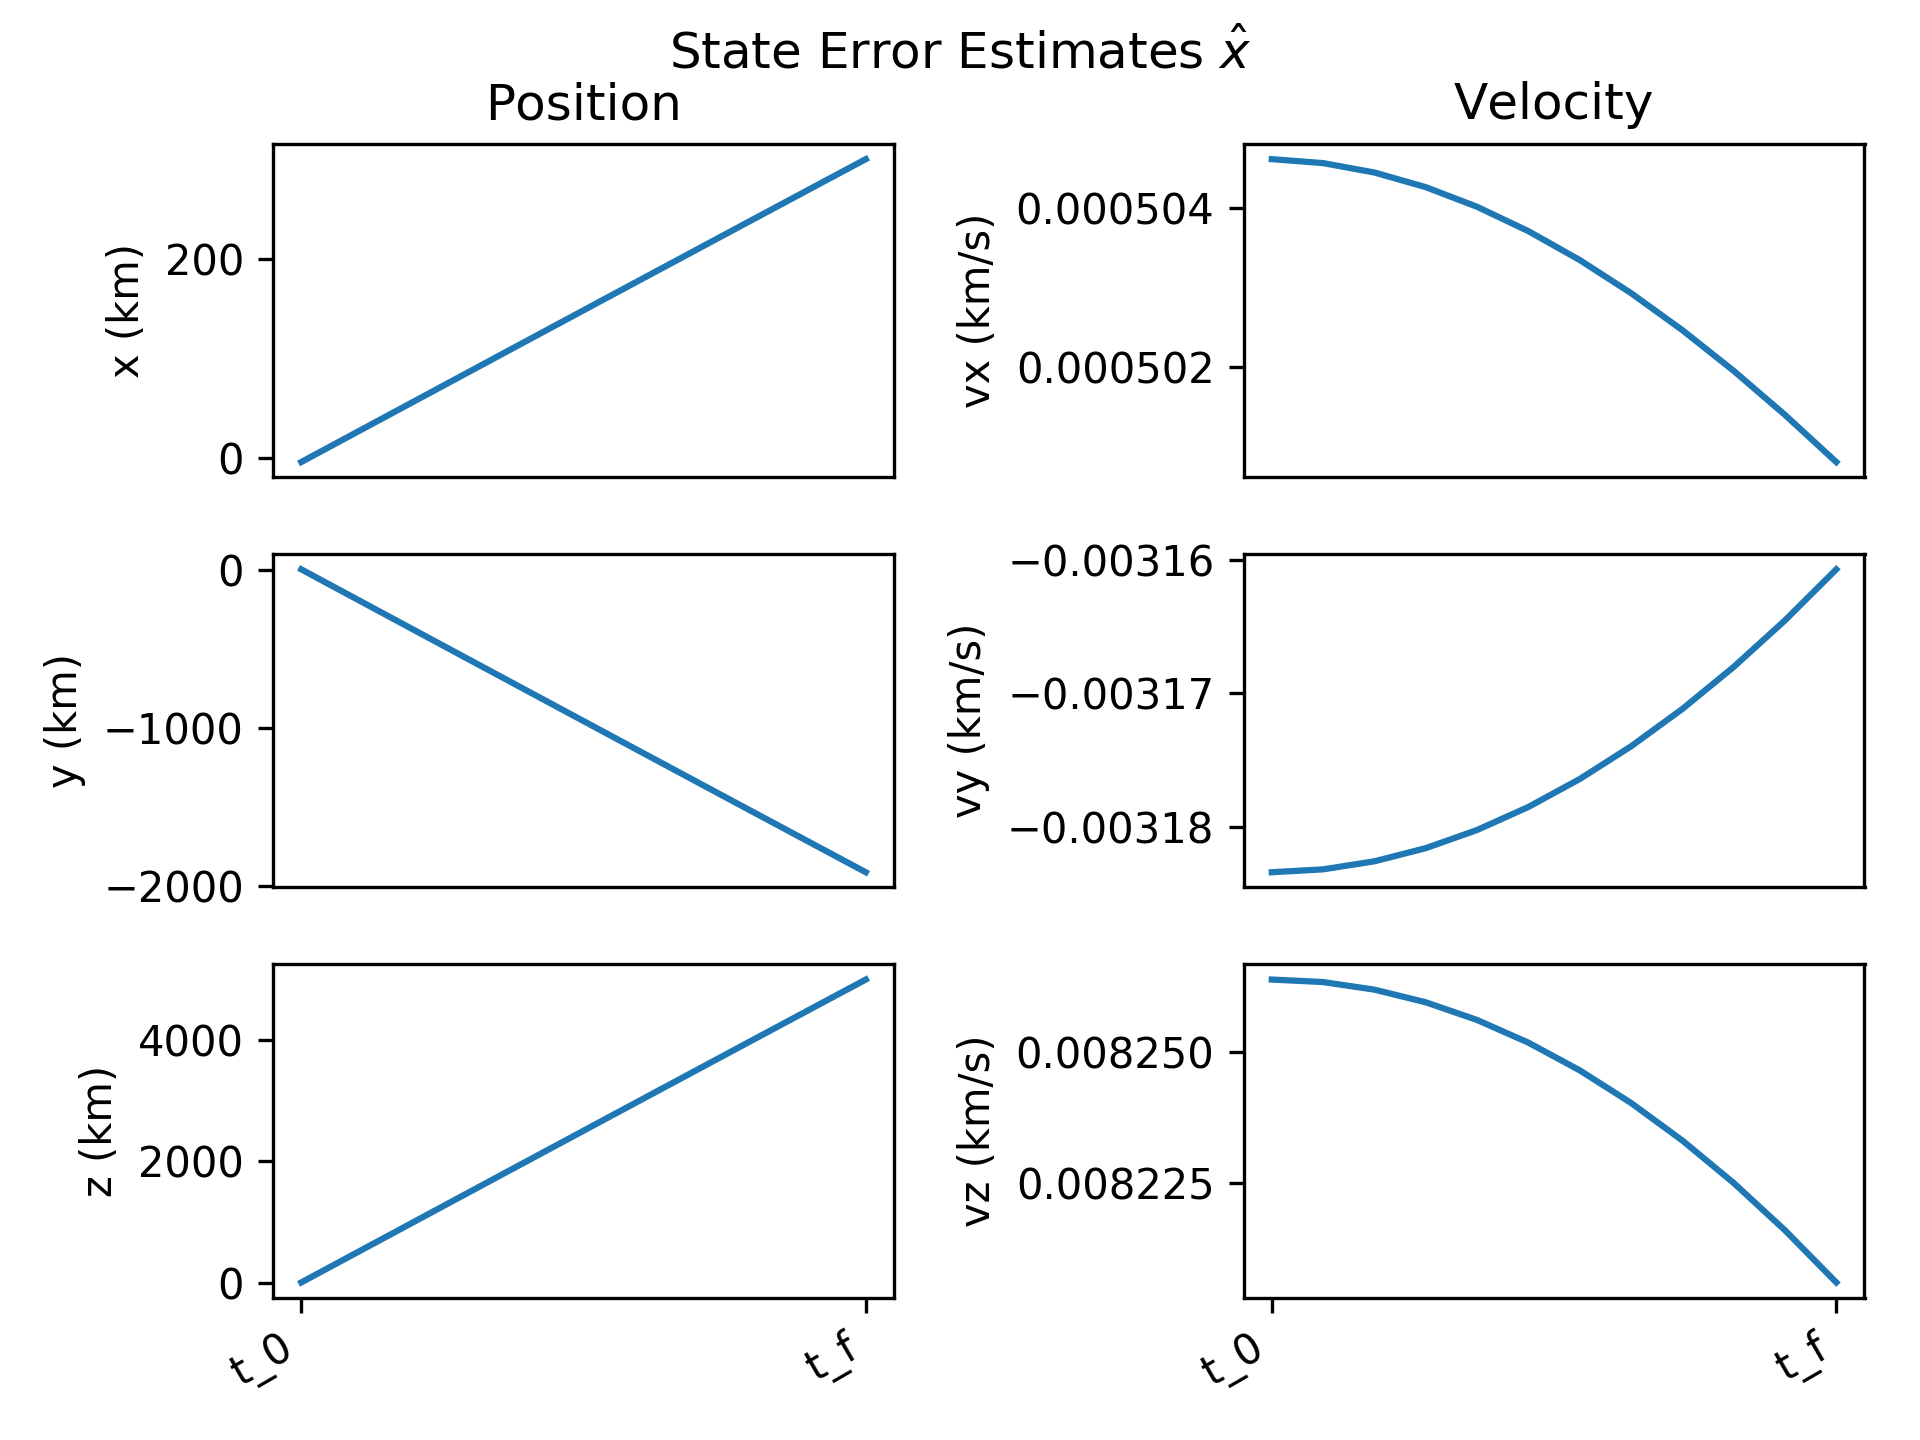 State Error Estimates x̂
Position
Velocity
x (km)
200
0
vx (km/s)
0.000504
0.000502
y (km)
0
−1000
−2000
vy (km/s)
−0.00316
−0.00317
−0.00318
z (km)
4000
2000
0
vz (km/s)
0.008250
0.008225
t_0
t_f
t_0
t_f